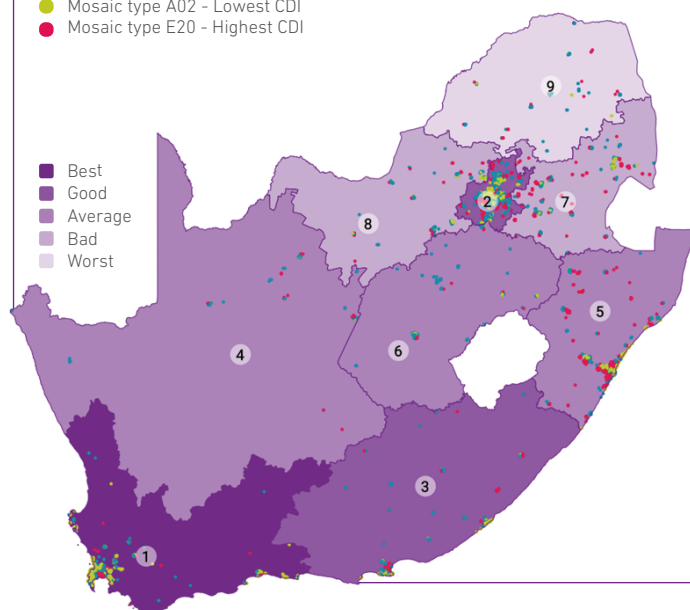 Mosaic type A02 - Lowest CDI
Mosaic type E20 - Highest CDI
Best
Good
Average
Bad
Worst
9
2
7
8
5
4
6
3
1